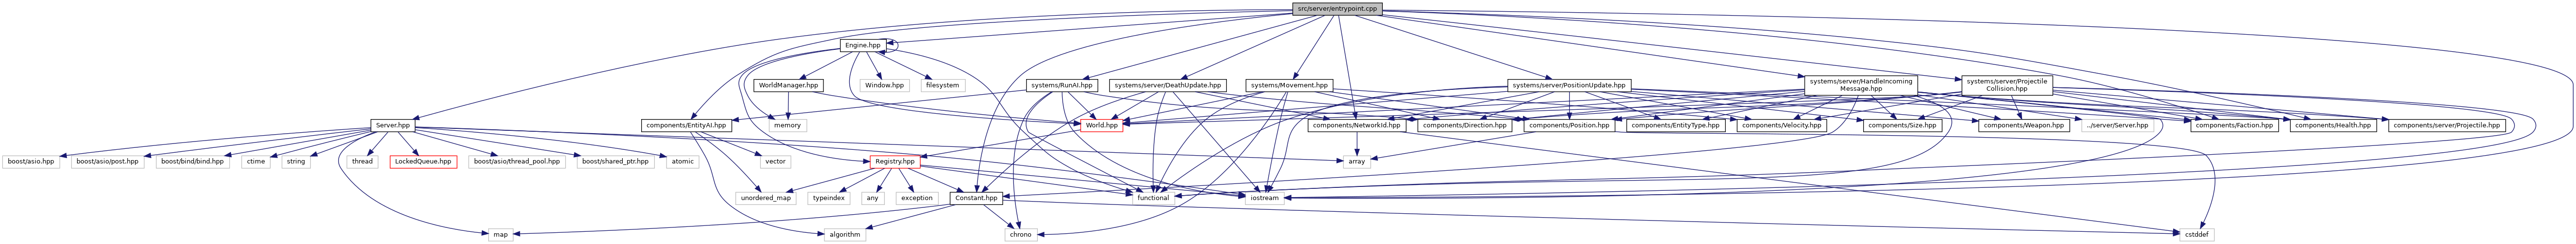 src/server/entrypoint.cpp
Engine.hpp
WorldManager.hpp
Window.hpp
filesystem
systems/RunAI.hpp
systems/server/DeathUpdate.hpp
systems/Movement.hpp
systems/server/PositionUpdate.hpp
systems/server/HandleIncoming
Message.hpp
systems/server/Projectile
Collision.hpp
Server.hpp
components/EntityAI.hpp
memory
World.hpp
components/NetworkId.hpp
components/Direction.hpp
components/Position.hpp
components/EntityType.hpp
components/Velocity.hpp
components/Size.hpp
components/Weapon.hpp
../server/Server.hpp
components/Faction.hpp
components/Health.hpp
components/server/Projectile.hpp
boost/asio.hpp
boost/asio/post.hpp
boost/bind/bind.hpp
ctime
string
thread
LockedQueue.hpp
boost/asio/thread_pool.hpp
boost/shared_ptr.hpp
atomic
vector
Registry.hpp
array
unordered_map
typeindex
any
exception
Constant.hpp
functional
iostream
map
algorithm
chrono
cstddef